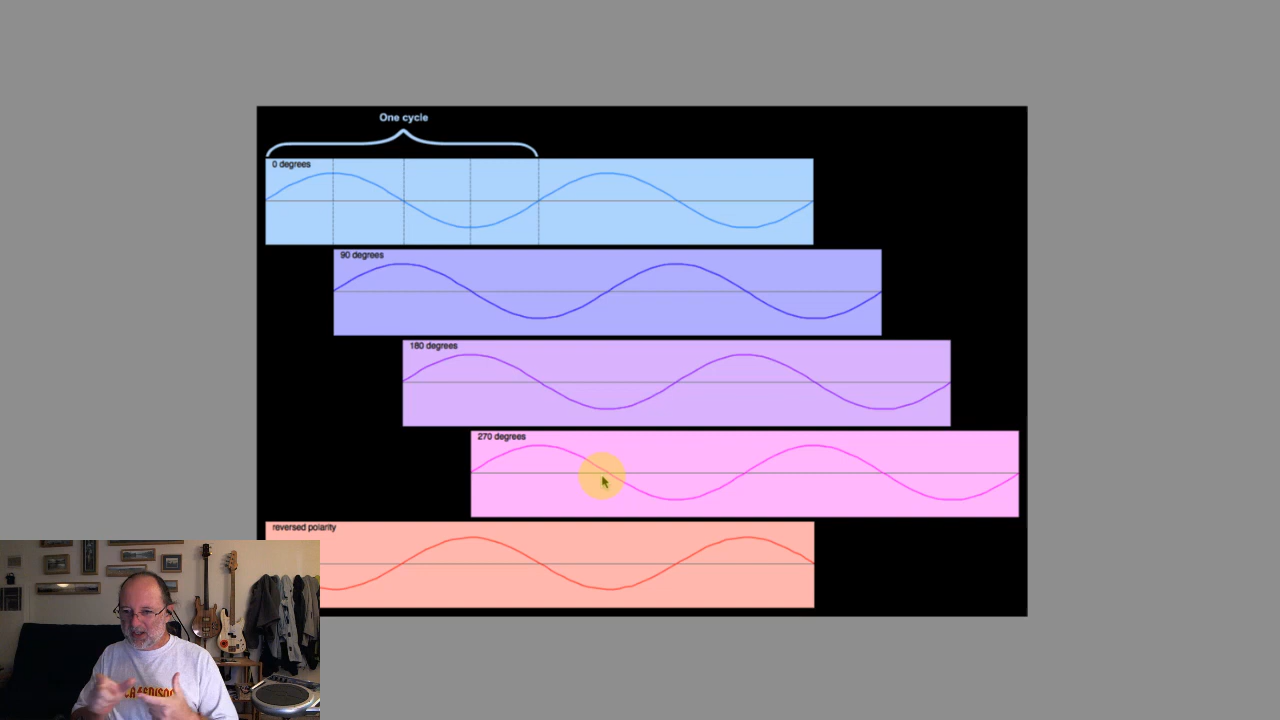 One cycle
0 degrees
90 degrees
180 degrees
270 degrees
reversed polarity